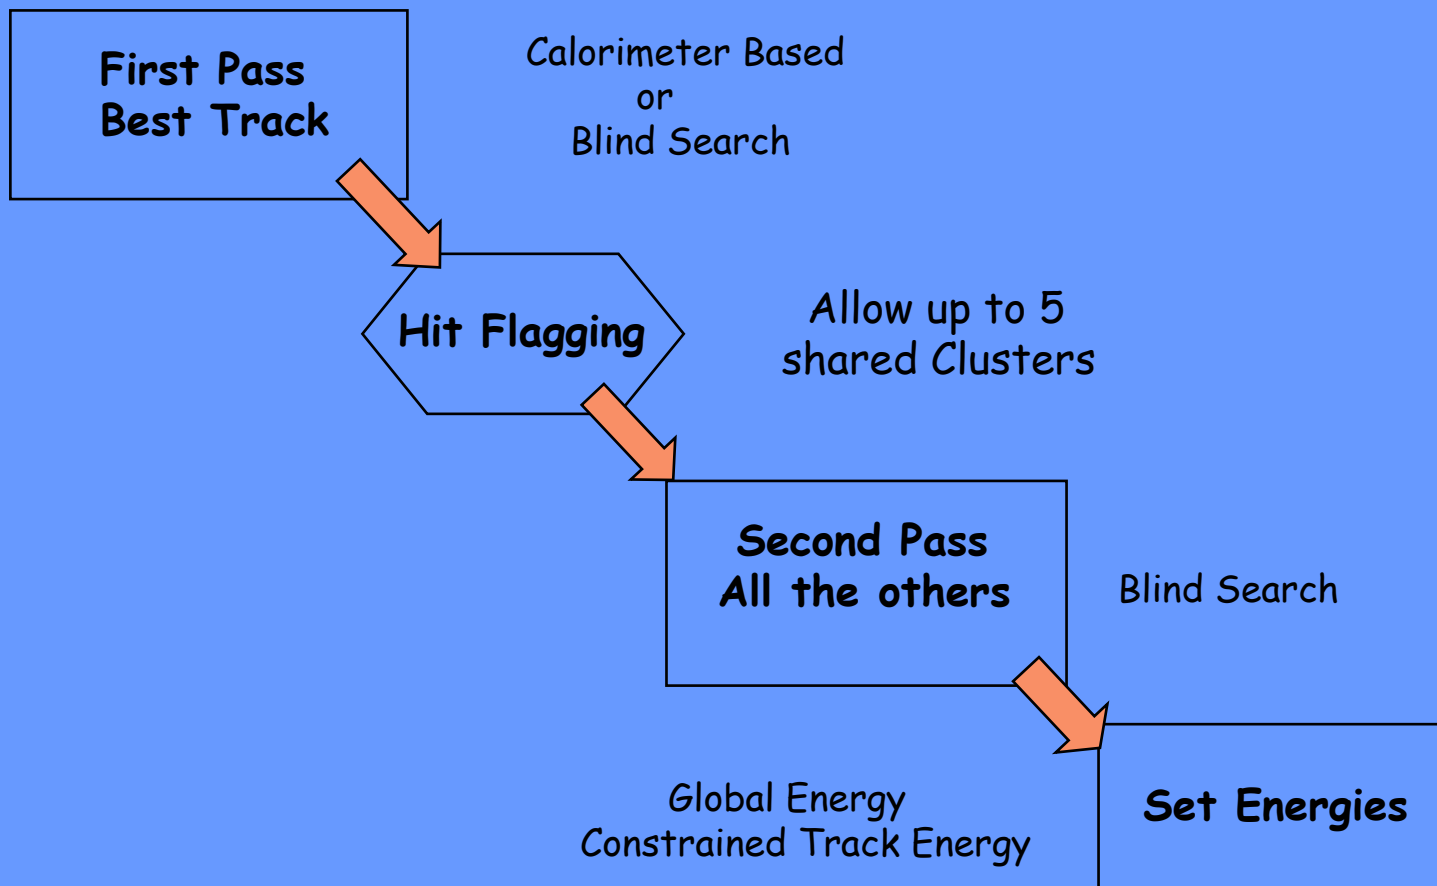 First Pass
Best Track
Calorimeter Based
or
Blind Search
Hit Flagging
Allow up to 5
shared Clusters
Second Pass
All the others
Blind Search
Global Energy
Constrained Track Energy
Set Energies